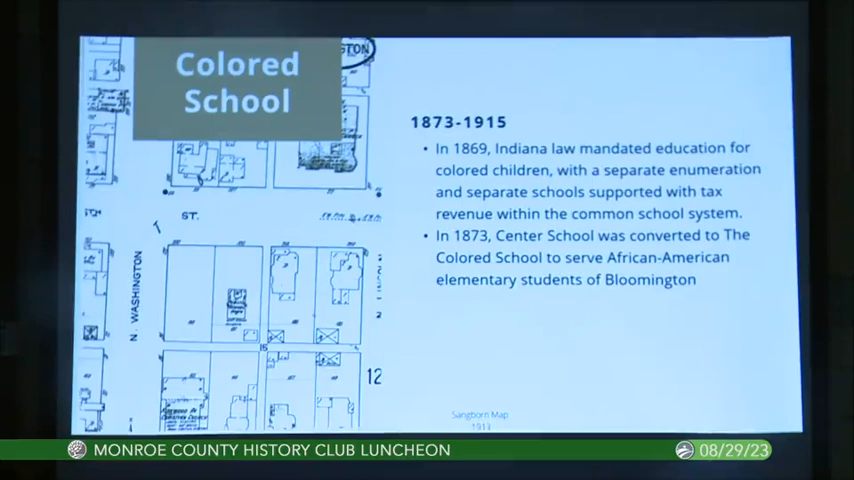 Colored
School
GTON
1873-1915
• In 1869, Indiana law mandated education for
colored children, with a separate enumeration
and separate schools supported with tax
revenue within the common school system.
• In 1873, Center School was converted to The
Colored School to serve African-American
elementary students of Bloomington
ST.
N. WASHINGTON
LINCOLN
15
12
Sangborn Map
1913
MONROE COUNTY HISTORY CLUB LUNCHEON
08/29/23